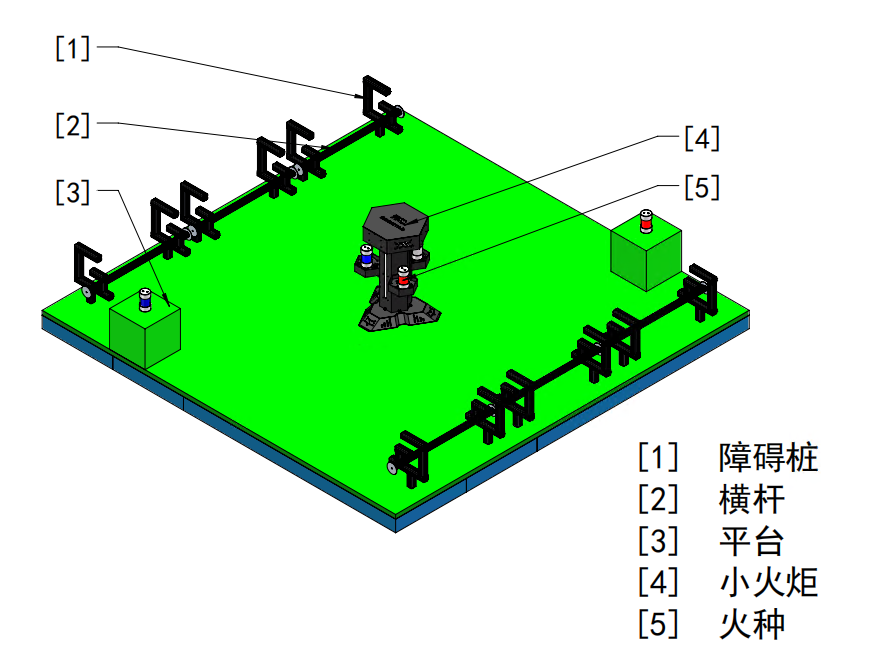 [1]
[2]
[3]
[4]
[5]
[1] 障碍桩
[2] 横杆
[3] 平台
[4] 小火炬
[5] 火种